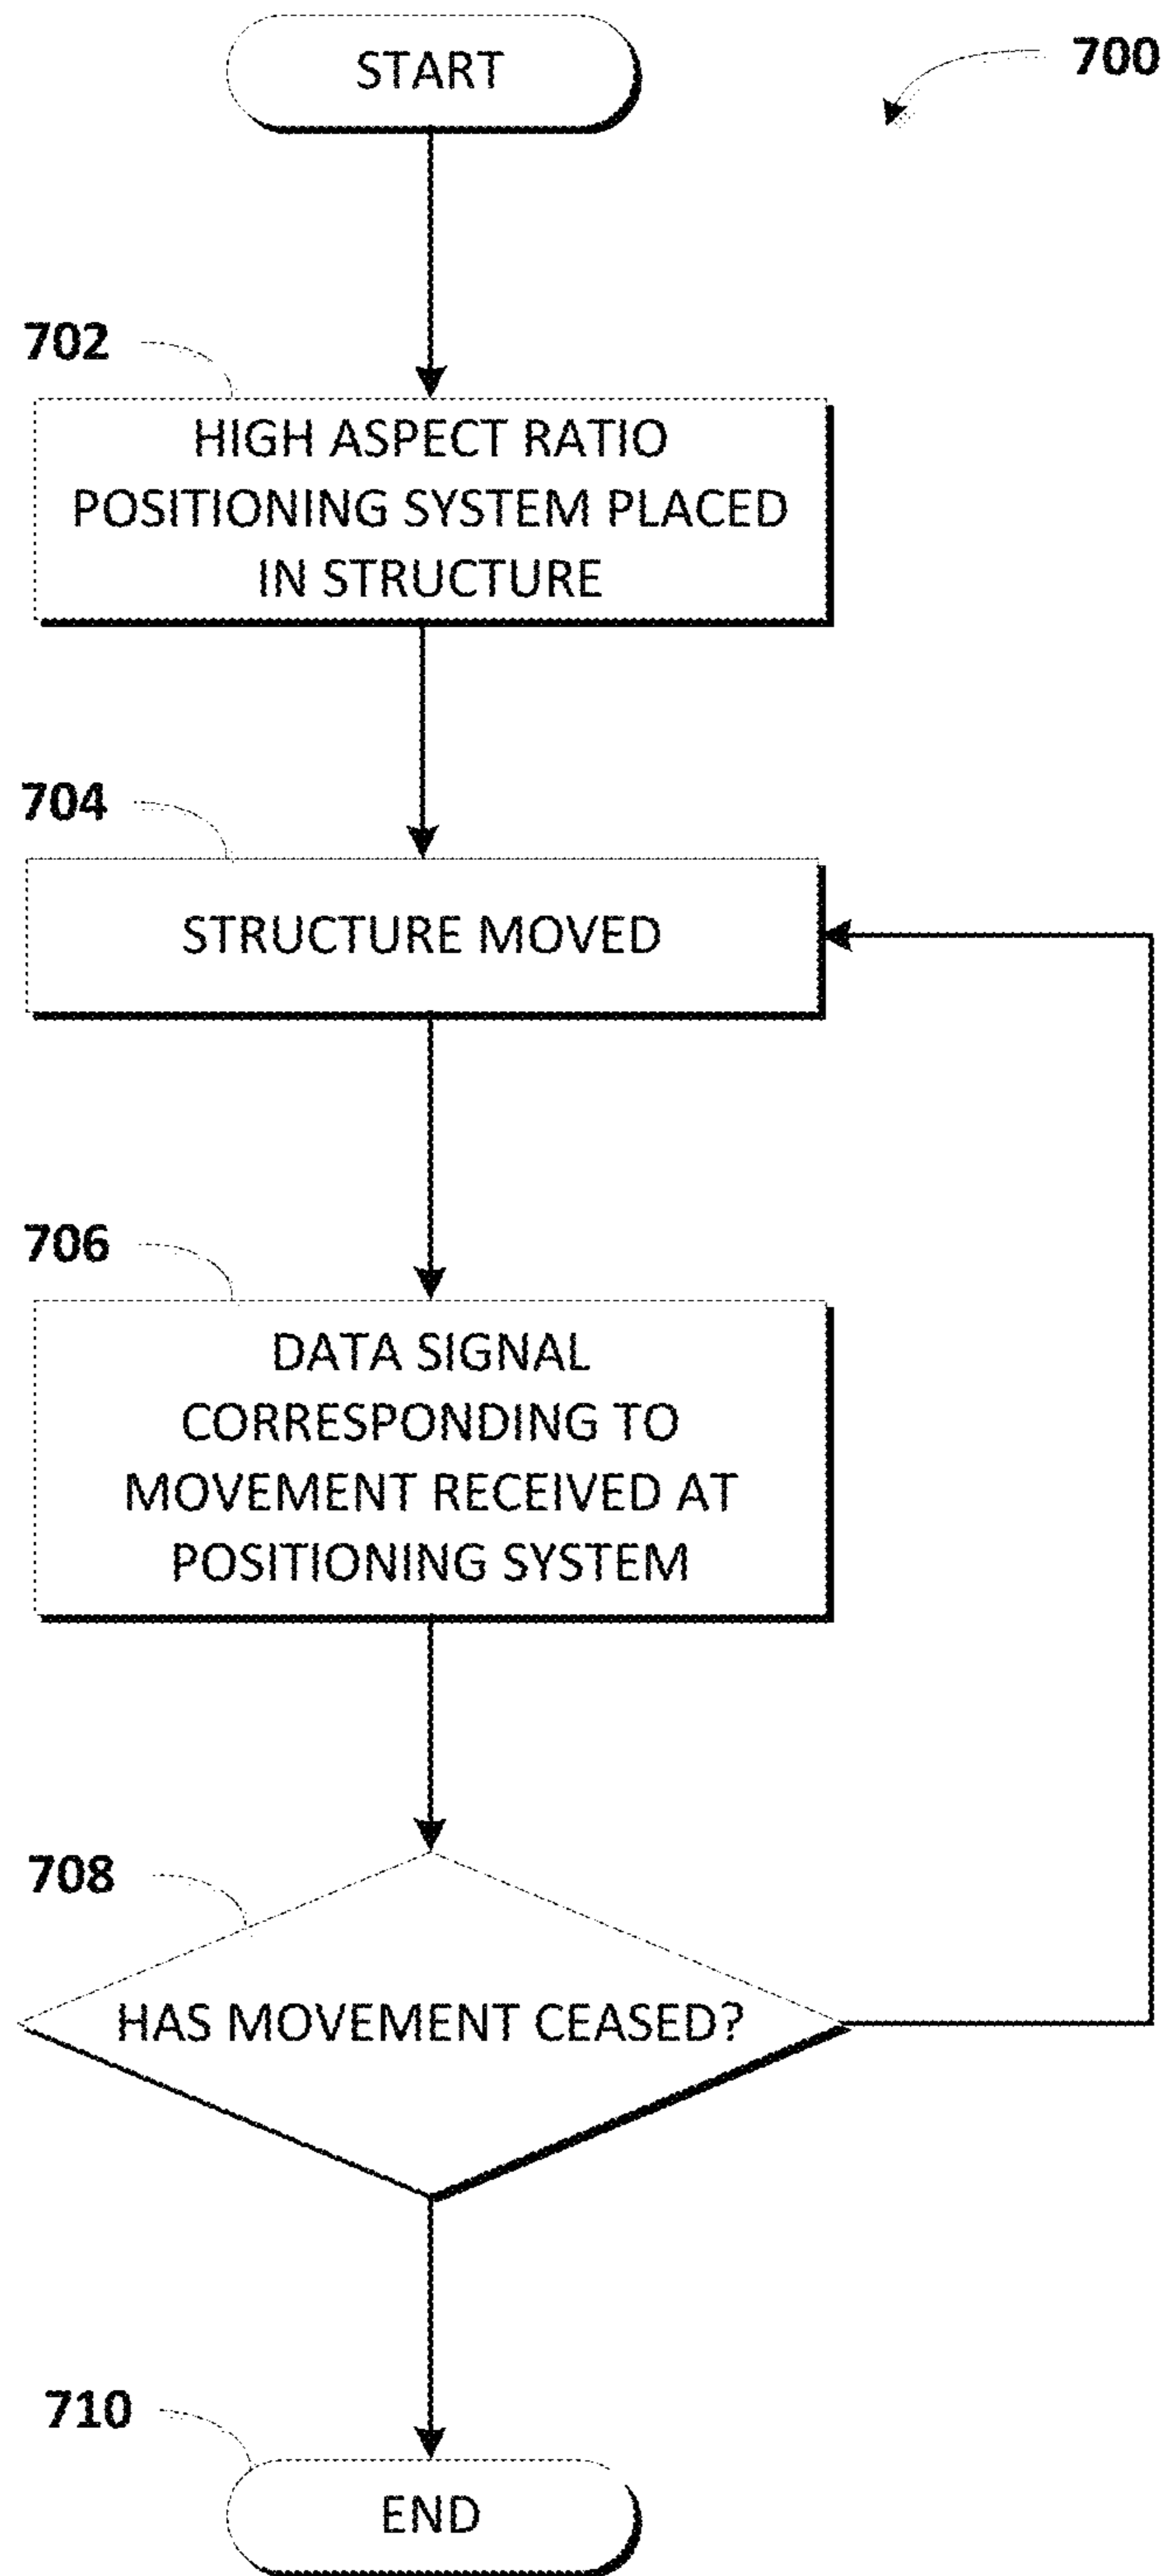 START
700
702
HIGH ASPECT RATIO
POSITIONING SYSTEM PLACED
IN STRUCTURE
704
STRUCTURE MOVED
706
DATA SIGNAL
CORRESPONDING TO
MOVEMENT RECEIVED AT
POSITIONING SYSTEM
708
HAS MOVEMENT CEASED?
710
END